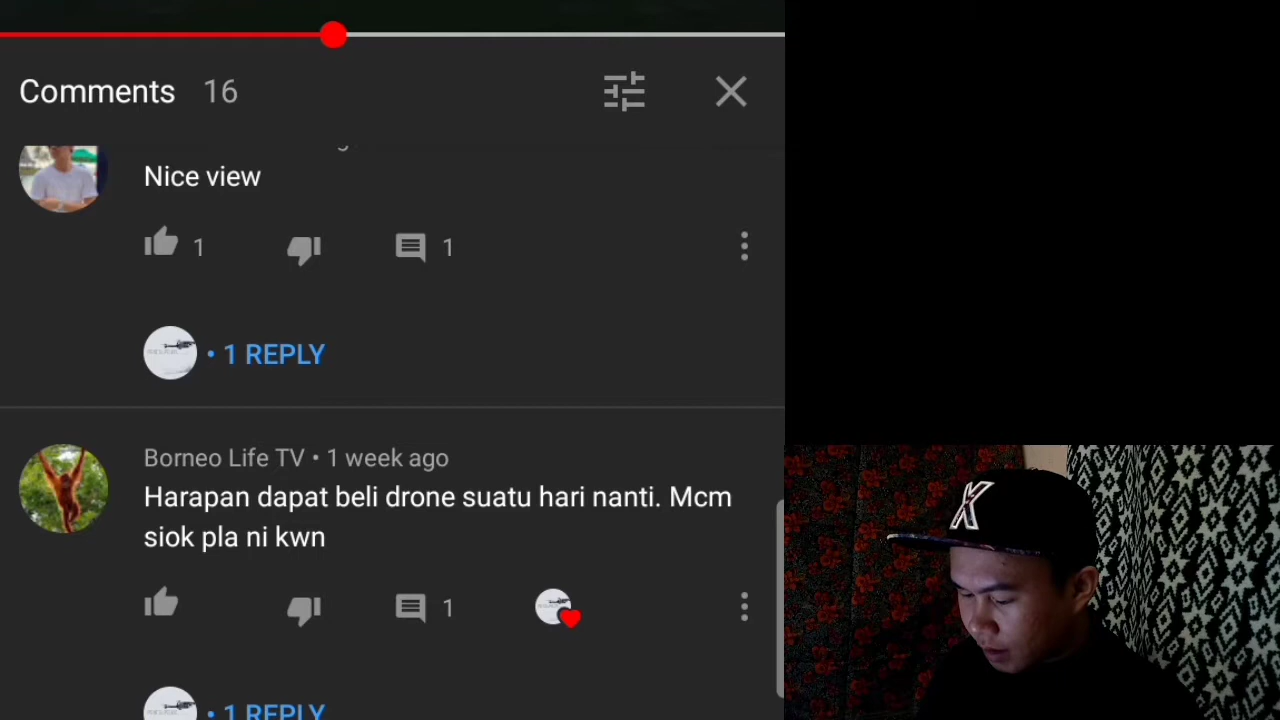 Comments 16
Nice view
1
1
• 1 REPLY
Borneo Life TV • 1 week ago
Harapan dapat beli drone suatu hari nanti. Mcm
siok pla ni kwn
1
• 1 REPLY
X